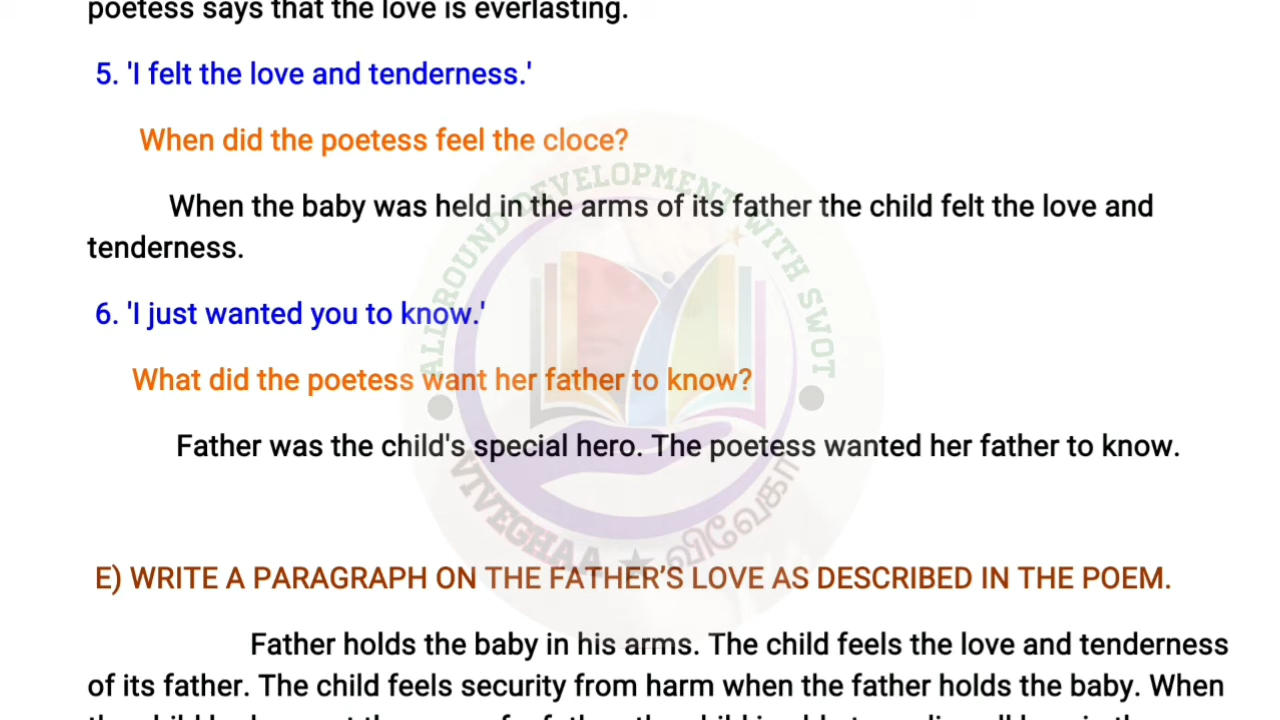 poetess says that the love is everlasting.
5. 'I felt the love and tenderness.'
When did the poetess feel the cloce?
When the baby was held in the arms of its father the child felt the love and
tenderness.
6. 'I just wanted you to know.'
What did the poetess want her father to know?
Father was the child's special hero. The poetess wanted her father to know.
E) WRITE A PARAGRAPH ON THE FATHER'S LOVE AS DESCRIBED IN THE POEM.
Father holds the baby in his arms. The child feels the love and tenderness
of its father. The child feels security from harm when the father holds the baby. When
ALLROUND DEVELOPMENT WITH SWOT
VIVEGHAA ★ விவேகா